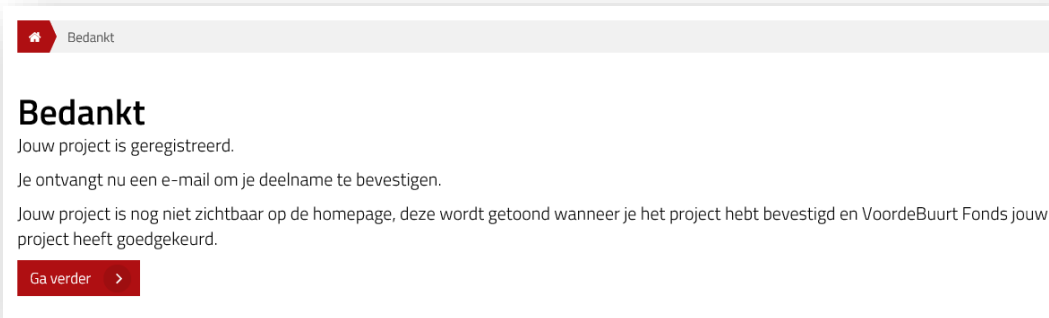 Bedankt
Bedankt
Jouw project is geregistreerd.
Je ontvangt nu een e-mail om je deelname te bevestigen.
Jouw project is nog niet zichtbaar op de homepage, deze wordt getoond wanneer je het project hebt bevestigd en VoordeBuurt Fonds jouw
project heeft goedgekeurd.
Ga verder